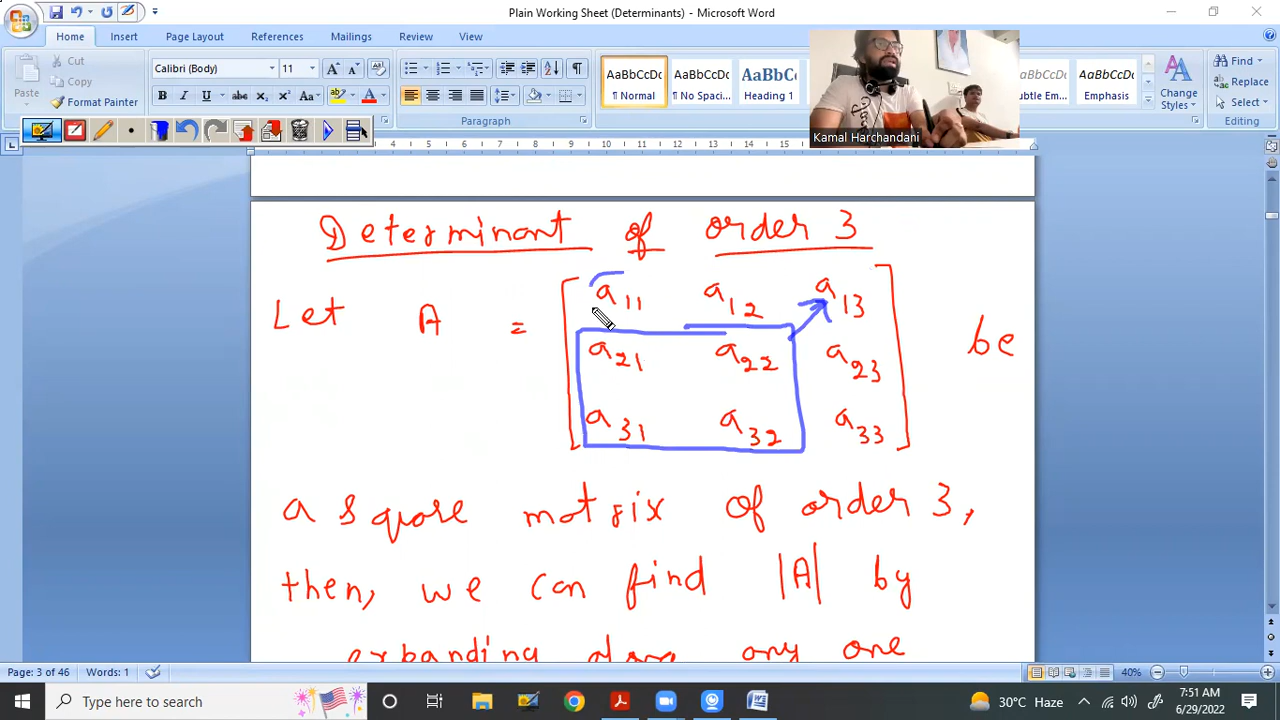 Plain Working Sheet (Determinants) - Microsoft Word
Home Insert Page Layout References Mailings Review View
Cut
Copy
Paste
Format Painter
Calibri (Body) 11
AaBbCcDc AaBbCcDc AaBbC AaBbCcDc
¶ Normal ¶ No Spaci... Heading 1 Emphasis
Change Styles
Find
Replace
Select
Paragraph
Styles
Editing
Kamal Harchandani
Determinant of order 3
Let A = [ a11 a12 a13
a21 a22 a23
a31 a32 a33 ] be
a square matrix of order 3,
then, we can find |A| by
expanding along any one
Page: 3 of 46 Words: 1 40%
Type here to search
30°C Haze
7:51 AM
6/29/2022